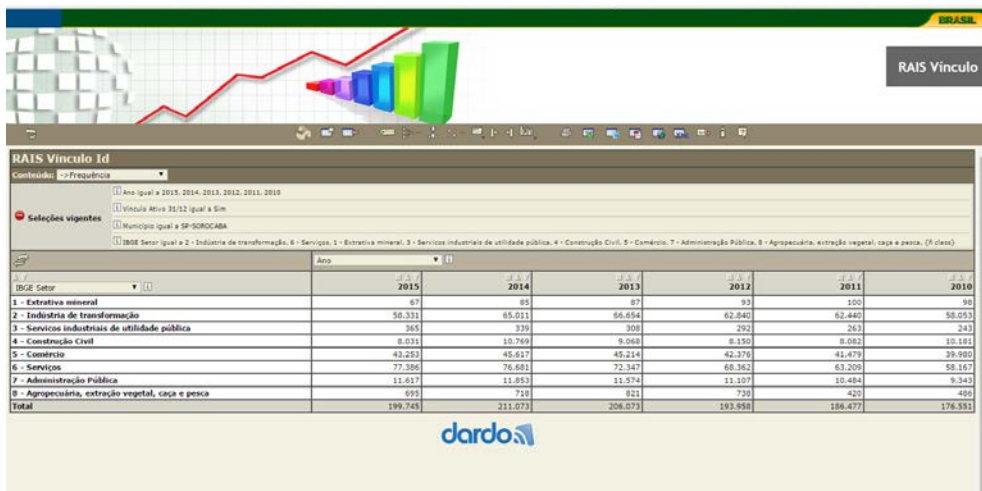 BRASIL
RAIS Vínculo
RAIS Vínculo Id
Conteúdo: ->Frequência
Seleções vigentes
Ano igual a 2015, 2014, 2013, 2012, 2011, 2010
Vínculo Ativo 31/12 igual a Sim
Município igual a SP-SOROCABA
IBGE Setor igual a 2 - Indústria de transformação, 6 - Serviços, 1 - Extrativa mineral, 3 - Servicos industriais de utilidade pública, 4 - Construção Civil, 5 - Comércio, 7 - Administração Pública, 8 - Agropecuária, extração vegetal, caça e pesca, {ñ class}
Ano
IBGE Setor 2015 2014 2013 2012 2011 2010
1 - Extrativa mineral 67 85 87 93 100 98
2 - Indústria de transformação 58.331 65.011 66.654 62.840 62.440 58.053
3 - Servicos industriais de utilidade pública 365 339 308 292 263 243
4 - Construção Civil 8.031 10.769 9.068 8.150 8.082 10.181
5 - Comércio 43.253 45.617 45.214 42.376 41.479 39.980
6 - Serviços 77.386 76.681 72.347 68.362 63.209 58.167
7 - Administração Pública 11.617 11.853 11.574 11.107 10.484 9.343
8 - Agropecuária, extração vegetal, caça e pesca 695 718 821 738 420 486
Total 199.745 211.073 206.073 193.958 186.477 176.551
dardo